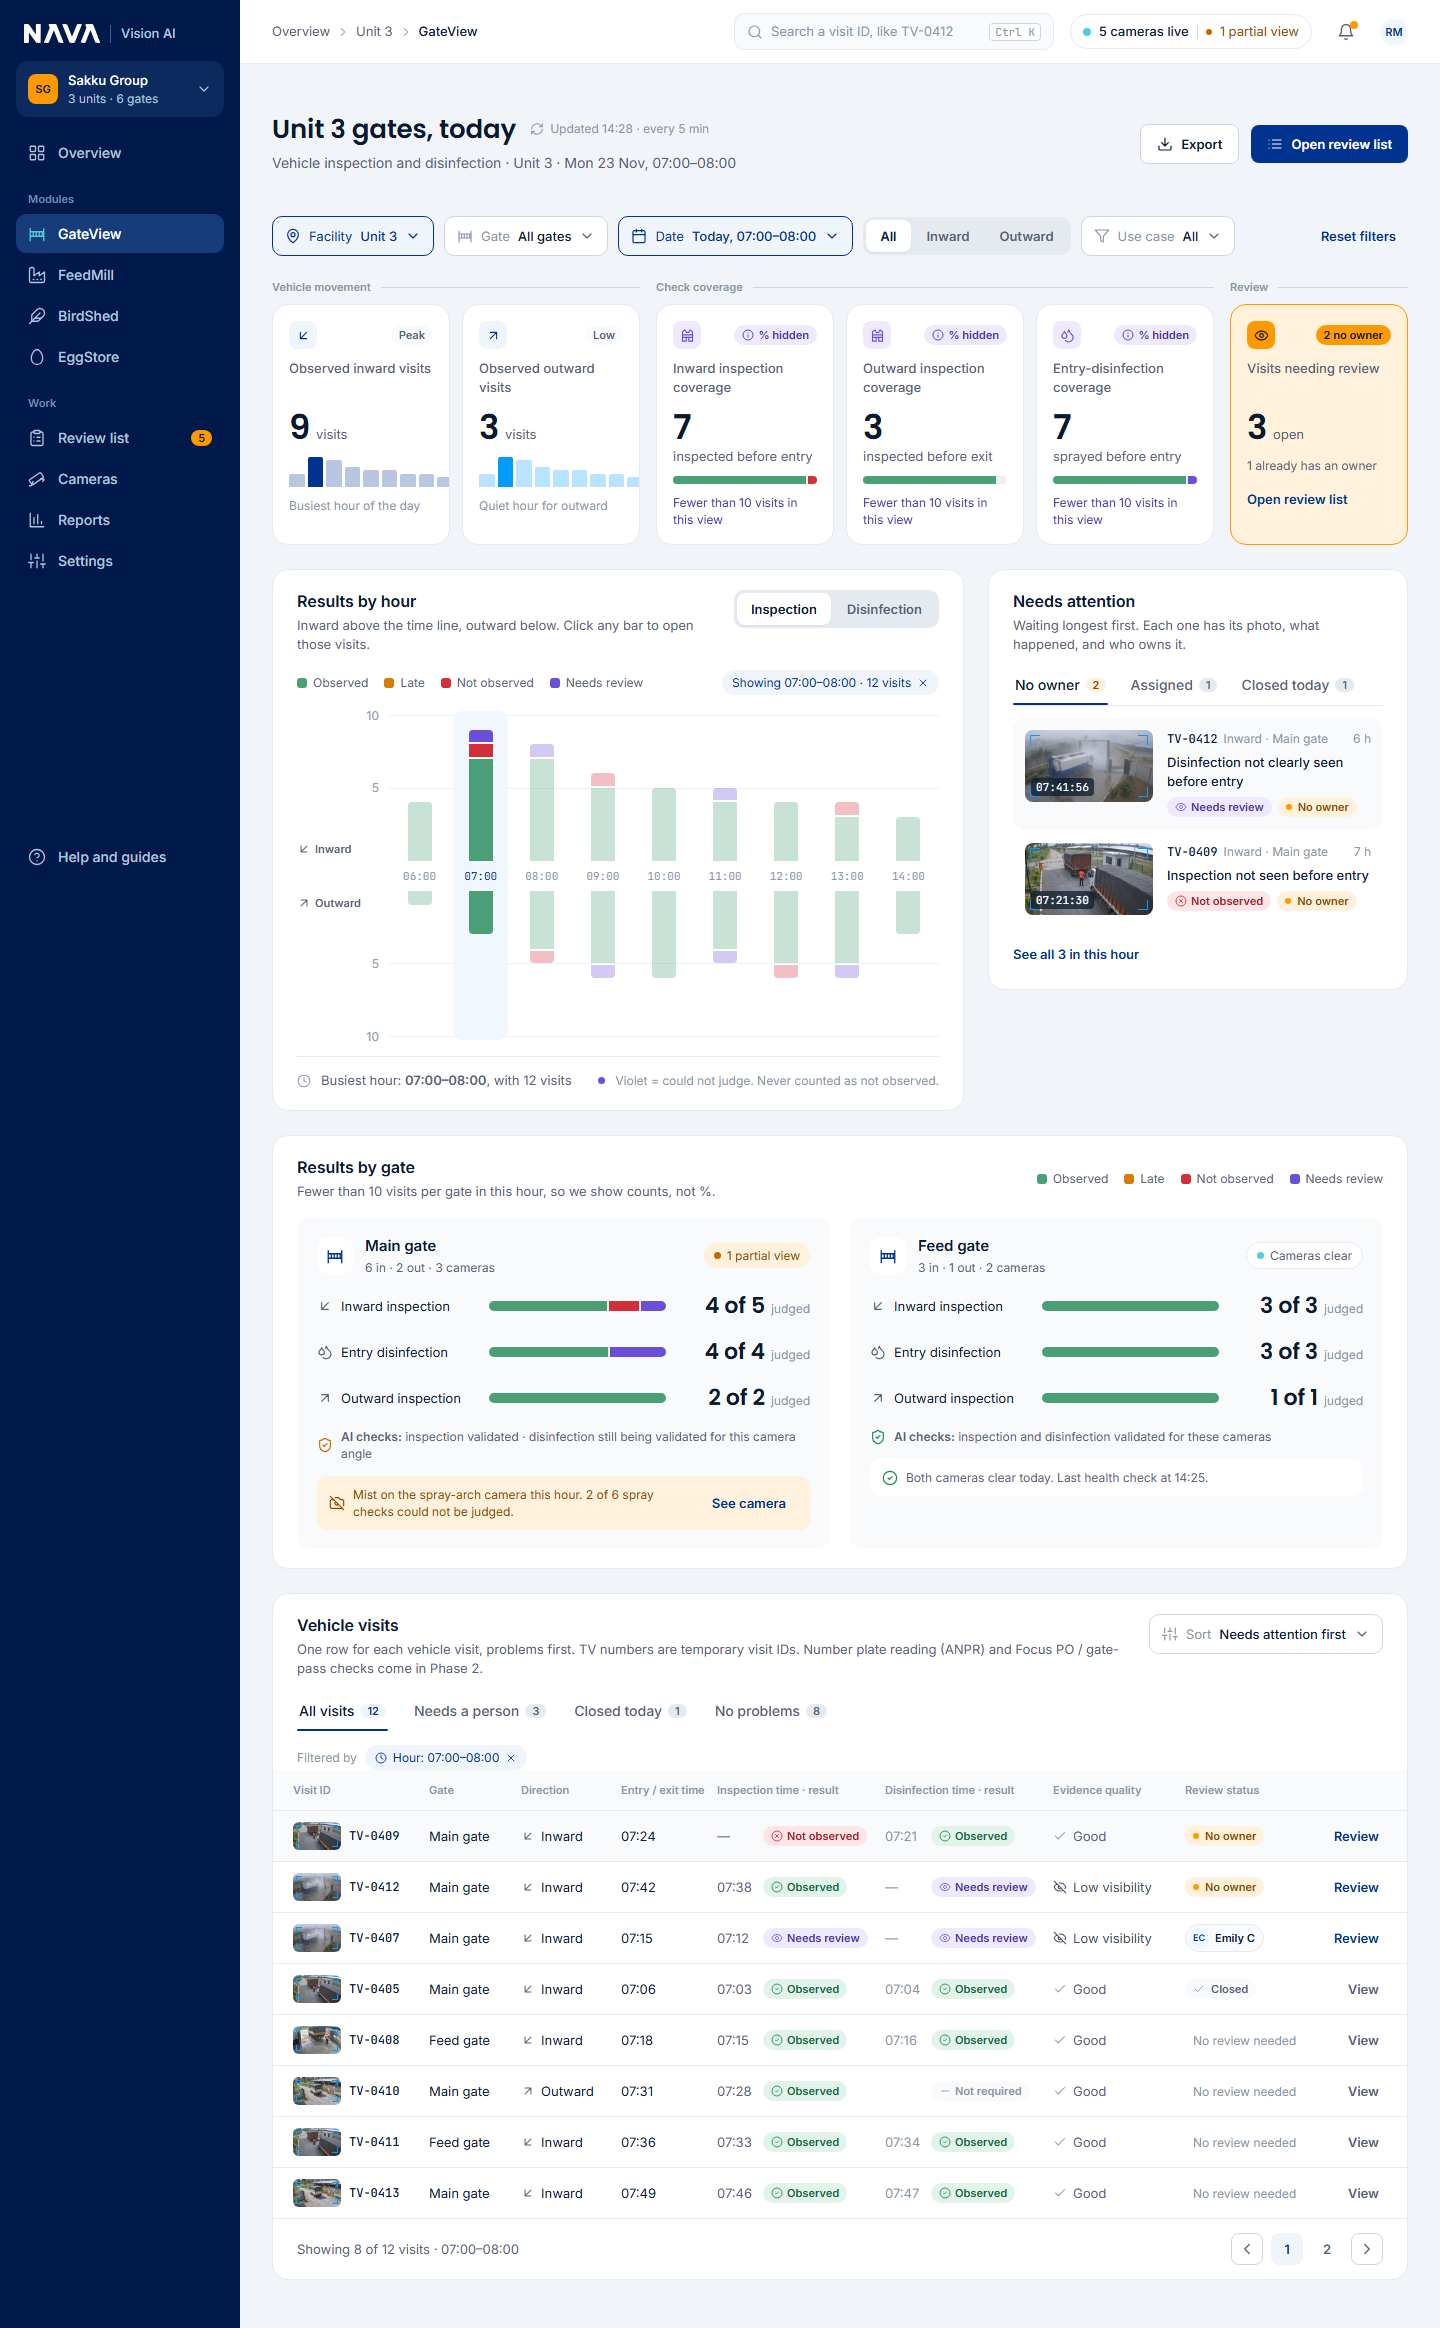 NAVA
Vision AI
SG
Sakku Group
3 units · 6 gates
Overview
Modules
GateView
FeedMill
BirdShed
EggStore
Work
Review list
5
Cameras
Reports
Settings
Help and guides
Overview > Unit 3 > GateView
Search a visit ID, like TV-0412
Ctrl K
5 cameras live
1 partial view
RM
Unit 3 gates, today
Updated 14:28 · every 5 min
Vehicle inspection and disinfection · Unit 3 · Mon 23 Nov, 07:00–08:00
Export
Open review list
Facility Unit 3
Gate All gates
Date Today, 07:00–08:00
All
Inward
Outward
Use case All
Reset filters
Vehicle movement
Check coverage
Review
Peak
Observed inward visits
9 visits
Busiest hour of the day
Low
Observed outward
visits
3 visits
Quiet hour for outward
% hidden
Inward inspection
coverage
7
inspected before entry
Fewer than 10 visits in
this view
% hidden
Outward inspection
coverage
3
inspected before exit
Fewer than 10 visits in
this view
% hidden
Entry-disinfection
coverage
7
sprayed before entry
Fewer than 10 visits in
this view
2 no owner
Visits needing review
3 open
1 already has an owner
Open review list
Results by hour
Inward above the time line, outward below. Click any bar to open
those visits.
Inspection
Disinfection
Observed
Late
Not observed
Needs review
Showing 07:00–08:00 · 12 visits ×
10
5
Inward
06:00 07:00 08:00 09:00 10:00 11:00 12:00 13:00 14:00
Outward
5
10
Busiest hour: 07:00–08:00, with 12 visits
Violet = could not judge. Never counted as not observed.
Needs attention
Waiting longest first. Each one has its photo, what
happened, and who owns it.
No owner 2
Assigned 1
Closed today 1
07:41:56
TV-0412 Inward · Main gate 6 h
Disinfection not clearly seen
before entry
Needs review
No owner
07:21:30
TV-0409 Inward · Main gate 7 h
Inspection not seen before entry
Not observed
No owner
See all 3 in this hour
Results by gate
Fewer than 10 visits per gate in this hour, so we show counts, not %.
Observed
Late
Not observed
Needs review
Main gate
6 in · 2 out · 3 cameras
1 partial view
Inward inspection
4 of 5 judged
Entry disinfection
4 of 4 judged
Outward inspection
2 of 2 judged
AI checks: inspection validated · disinfection still being validated for this camera
angle
Mist on the spray-arch camera this hour. 2 of 6 spray
checks could not be judged.
See camera
Feed gate
3 in · 1 out · 2 cameras
Cameras clear
Inward inspection
3 of 3 judged
Entry disinfection
3 of 3 judged
Outward inspection
1 of 1 judged
AI checks: inspection and disinfection validated for these cameras
Both cameras clear today. Last health check at 14:25.
Vehicle visits
One row for each vehicle visit, problems first. TV numbers are temporary visit IDs. Number plate reading (ANPR) and Focus PO / gate-
pass checks come in Phase 2.
Sort Needs attention first
All visits 12
Needs a person 3
Closed today 1
No problems 8
Filtered by
Hour: 07:00–08:00 ×
Visit ID Gate Direction Entry / exit time Inspection time · result Disinfection time · result Evidence quality Review status
TV-0409 Main gate Inward 07:24 — Not observed 07:21 Observed Good No owner Review
TV-0412 Main gate Inward 07:42 07:38 Observed — Needs review Low visibility No owner Review
TV-0407 Main gate Inward 07:15 07:12 Needs review — Needs review Low visibility EC Emily C Review
TV-0405 Main gate Inward 07:06 07:03 Observed 07:04 Observed Good Closed View
TV-0408 Feed gate Inward 07:18 07:15 Observed 07:16 Observed Good No review needed View
TV-0410 Main gate Outward 07:31 07:28 Observed Not required Good No review needed View
TV-0411 Feed gate Inward 07:36 07:33 Observed 07:34 Observed Good No review needed View
TV-0413 Main gate Inward 07:49 07:46 Observed 07:47 Observed Good No review needed View
Showing 8 of 12 visits · 07:00–08:00
1
2